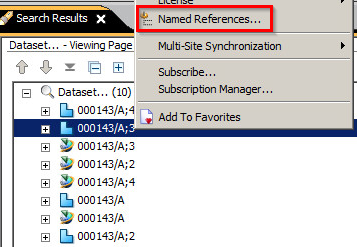 License
Search Results
Named References...
Dataset... - Viewing Page
Multi-Site Synchronization
Subscribe...
Subscription Manager...
Add To Favorites
Dataset... (10)
000143/A;4
000143/A;3
000143/A;3
000143/A;2
000143/A;4
000143/A
000143/A
000143/A;2